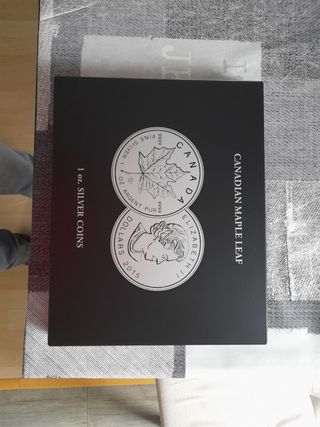 CANADIAN MAPLE LEAF
CANADA
9999
FINE SILVER 1 OZ ARGENT PUR
9999
ELIZABETH II
DOLLARS 2015
1 oz. SILVER COINS